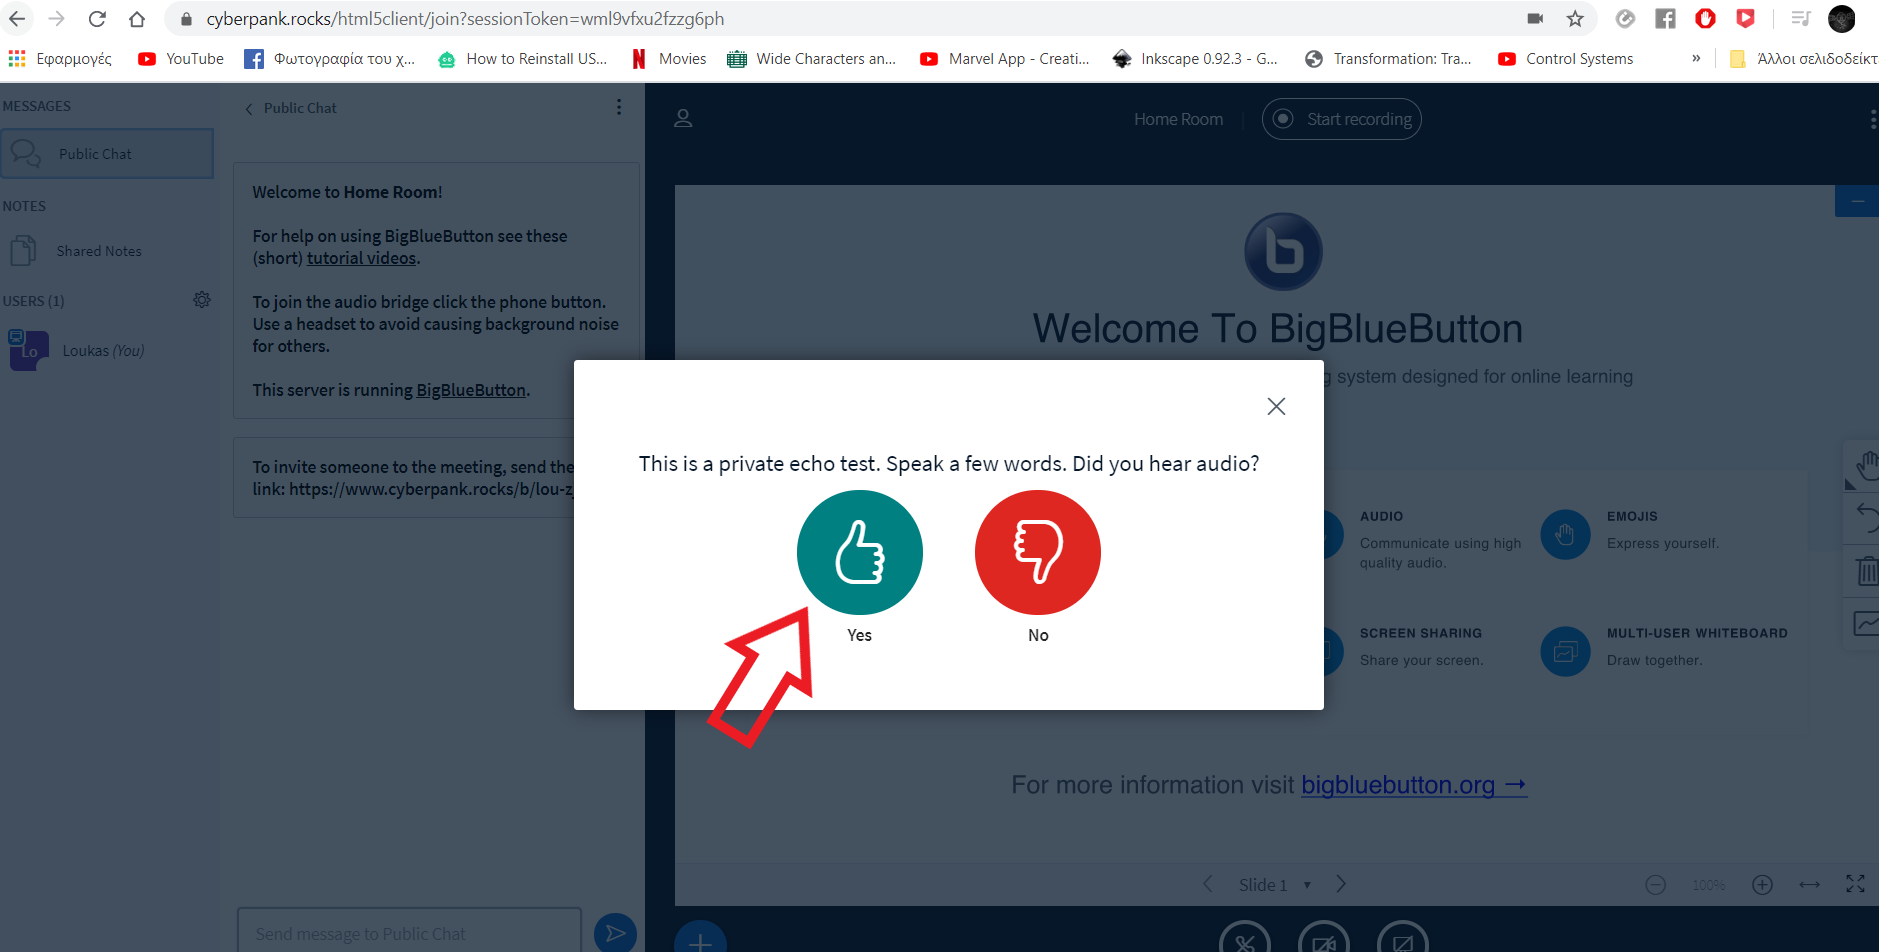 cyberpank.rocks/html5client/join?sessionToken=wml9vfxu2fzzg6ph
Εφαρμογές
YouTube
Φωτογραφία του χ...
How to Reinstall US...
Movies
Wide Characters an...
Marvel App - Creati...
Inkscape 0.92.3 - G...
Transformation: Tra...
Control Systems
»
Άλλοι σελιδοδείκτ
MESSAGES
Public Chat
NOTES
Shared Notes
USERS (1)
Lo
Loukas (You)
Public Chat
Welcome to Home Room!
For help on using BigBlueButton see these
(short) tutorial videos.
To join the audio bridge click the phone button.
Use a headset to avoid causing background noise
for others.
This server is running BigBlueButton.
To invite someone to the meeting, send the
link: https://www.cyberpank.rocks/b/lou-z
Send message to Public Chat
Home Room
Start recording
Welcome To BigBlueButton
g system designed for online learning
This is a private echo test. Speak a few words. Did you hear audio?
Yes
No
AUDIO
Communicate using high
quality audio.
EMOJIS
Express yourself.
SCREEN SHARING
Share your screen.
MULTI-USER WHITEBOARD
Draw together.
For more information visit bigbluebutton.org →
Slide 1
100%